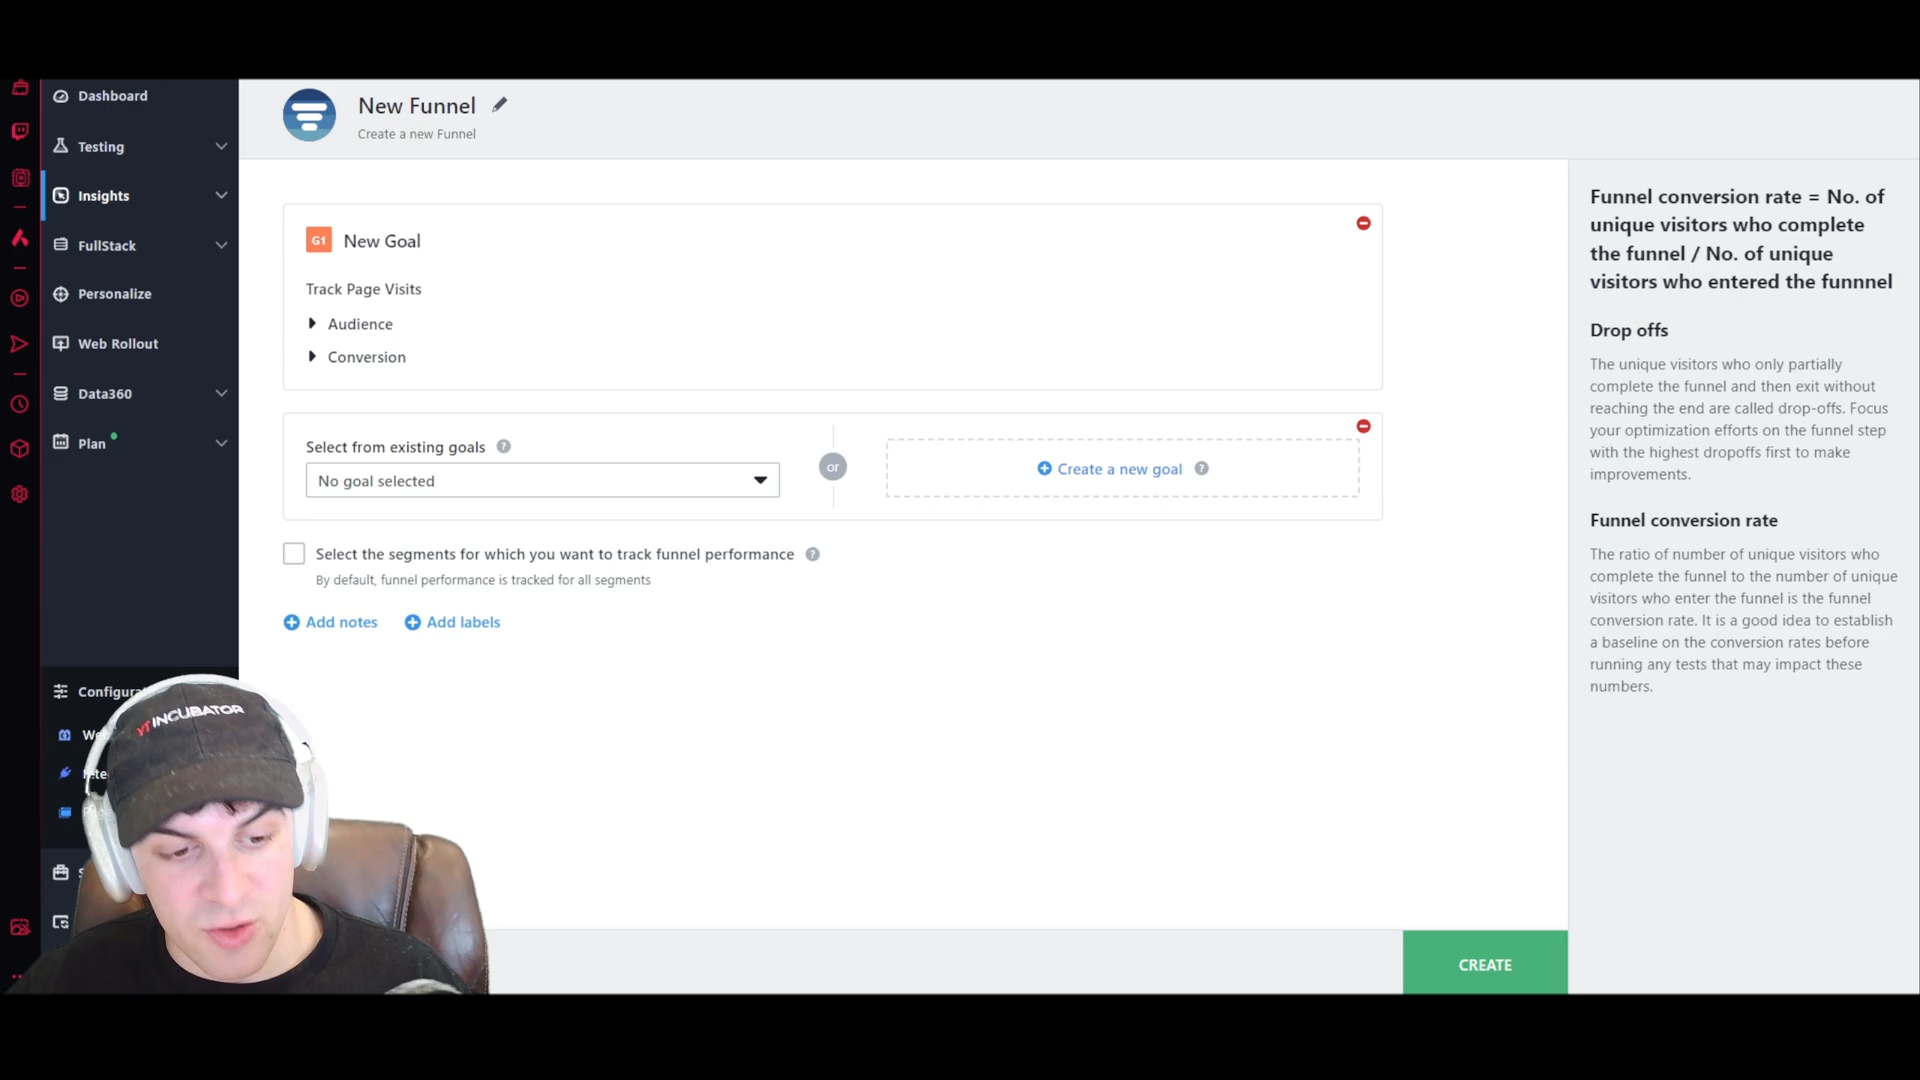 Dashboard
Testing
Insights
FullStack
Personalize
Web Rollout
Data360
Plan
New Funnel
Create a new Funnel
G1 New Goal
Track Page Visits
Audience
Conversion
Select from existing goals ?
No goal selected
or
Create a new goal ?
Select the segments for which you want to track funnel performance ?
By default, funnel performance is tracked for all segments
Add notes
Add labels
CREATE
Funnel conversion rate = No. of
unique visitors who complete
the funnel / No. of unique
visitors who entered the funnnel
Drop offs
The unique visitors who only partially
complete the funnel and then exit without
reaching the end are called drop-offs. Focus
your optimization efforts on the funnel step
with the highest dropoffs first to make
improvements.
Funnel conversion rate
The ratio of number of unique visitors who
complete the funnel to the number of unique
visitors who enter the funnel is the funnel
conversion rate. It is a good idea to establish
a baseline on the conversion rates before
running any tests that may impact these
numbers.
YT INCUBATOR